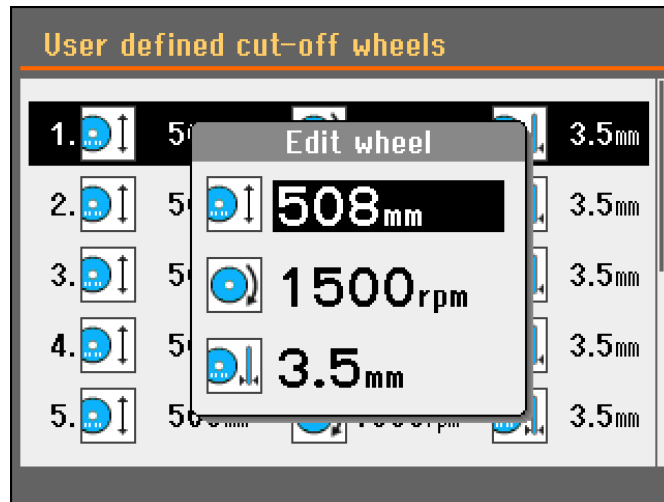 User defined cut-off wheels
1. 3.5mm
Edit wheel
2. 508mm 3.5mm
3. 1500rpm 3.5mm
4. 3.5mm 3.5mm
5. 3.5mm